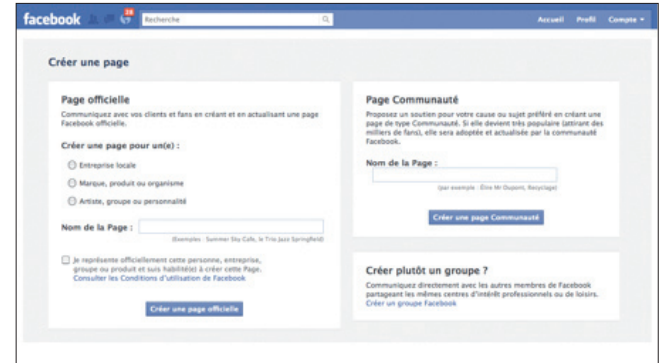 facebook
28
Recherche
Accueil Profil Compte
Créer une page
Page officielle
Communiquez avec vos clients et fans en créant et en actualisant une page
Facebook officielle.
Créer une page pour un(e) :
Entreprise locale
Marque, produit ou organisme
Artiste, groupe ou personnalité
Nom de la Page :
(Exemples : Summer Sky Cafe, le Trio Jazz Springfield)
Je représente officiellement cette personne, entreprise,
groupe ou produit et suis habilité(e) à créer cette Page.
Consulter les Conditions d'utilisation de Facebook
Créer une page officielle
Page Communauté
Proposez un soutien pour votre cause ou sujet préféré en créant une
page de type Communauté. Si elle devient très populaire (attirant des
milliers de fans), elle sera adoptée et actualisée par la communauté
Facebook.
Nom de la Page :
(par exemple : Élire Mr Dupont, Recyclage)
Créer une page Communauté
Créer plutôt un groupe ?
Communiquez directement avec les autres membres de Facebook
partageant les mêmes centres d'intérêt professionnels ou de loisirs.
Créer un groupe Facebook